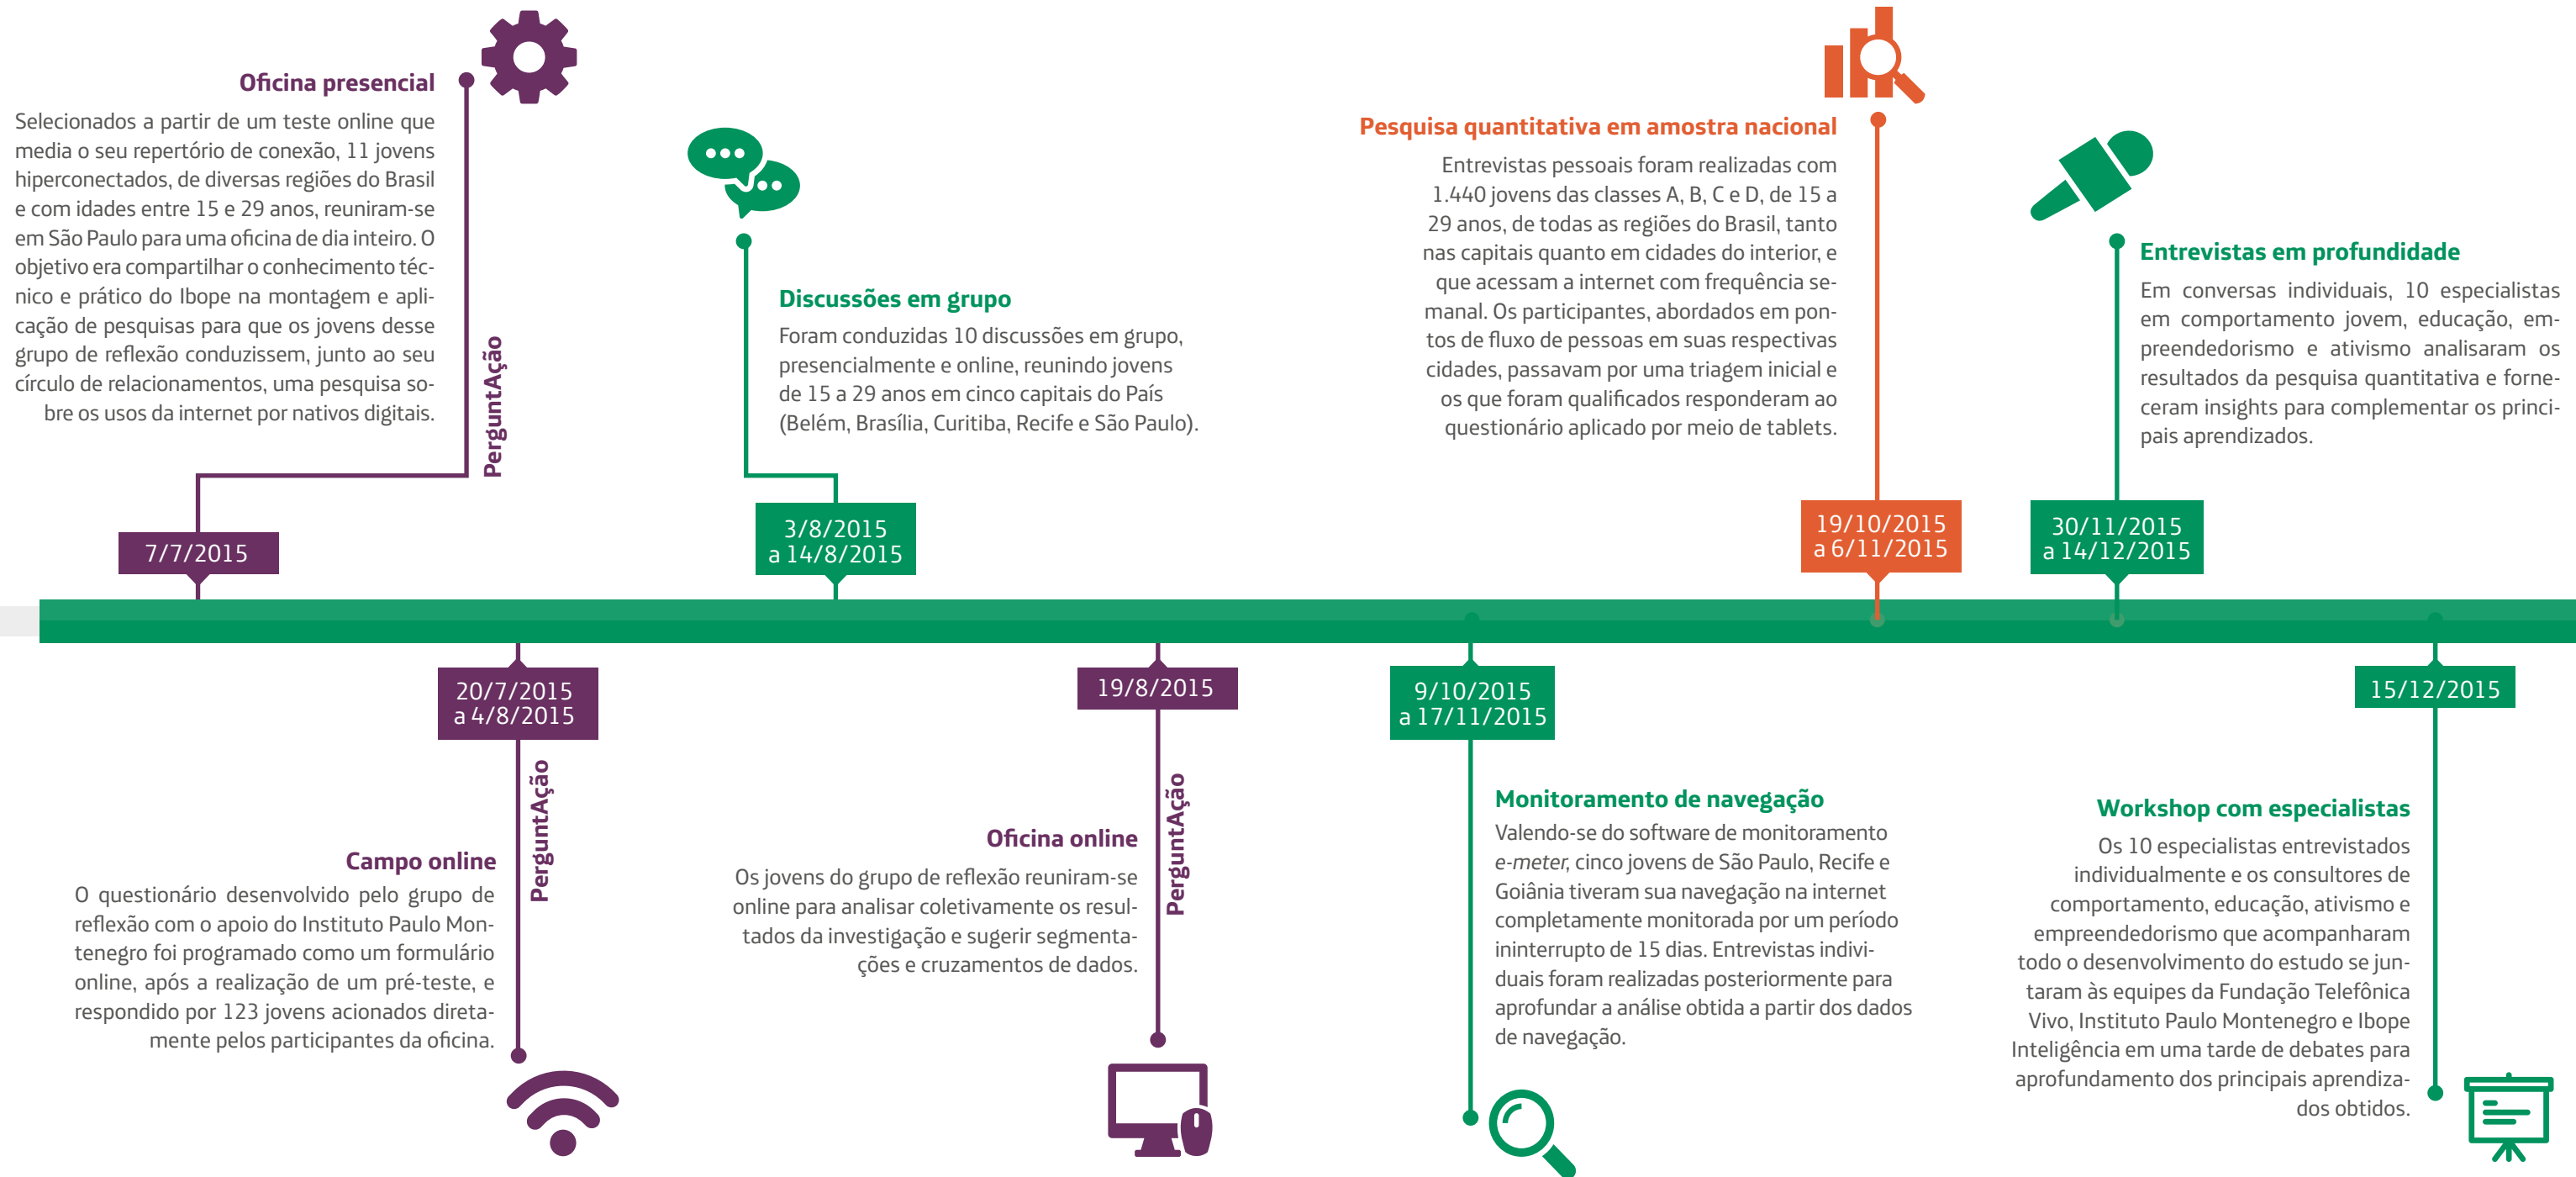 Oficina presencial
Selecionados a partir de um teste online que
media o seu repertório de conexão, 11 jovens
hiperconectados, de diversas regiões do Brasil
e com idades entre 15 e 29 anos, reuniram-se
em São Paulo para uma oficina de dia inteiro. O
objetivo era compartilhar o conhecimento téc-
nico e prático do Ibope na montagem e apli-
cação de pesquisas para que os jovens desse
grupo de reflexão conduzissem, junto ao seu
círculo de relacionamentos, uma pesquisa so-
bre os usos da internet por nativos digitais.
PerguntAção
7/7/2015
Discussões em grupo
Foram conduzidas 10 discussões em grupo,
presencialmente e online, reunindo jovens
de 15 a 29 anos em cinco capitais do País
(Belém, Brasília, Curitiba, Recife e São Paulo).
3/8/2015
a 14/8/2015
Pesquisa quantitativa em amostra nacional
Entrevistas pessoais foram realizadas com
1.440 jovens das classes A, B, C e D, de 15 a
29 anos, de todas as regiões do Brasil, tanto
nas capitais quanto em cidades do interior, e
que acessam a internet com frequência se-
manal. Os participantes, abordados em pon-
tos de fluxo de pessoas em suas respectivas
cidades, passavam por uma triagem inicial e
os que foram qualificados responderam ao
questionário aplicado por meio de tablets.
19/10/2015
a 6/11/2015
Entrevistas em profundidade
Em conversas individuais, 10 especialistas
em comportamento jovem, educação, em-
preendedorismo e ativismo analisaram os
resultados da pesquisa quantitativa e forne-
ceram insights para complementar os princi-
pais aprendizados.
30/11/2015
a 14/12/2015
20/7/2015
a 4/8/2015
PerguntAção
Campo online
O questionário desenvolvido pelo grupo de
reflexão com o apoio do Instituto Paulo Mon-
tenegro foi programado como um formulário
online, após a realização de um pré-teste, e
respondido por 123 jovens acionados direta-
mente pelos participantes da oficina.
19/8/2015
PerguntAção
Oficina online
Os jovens do grupo de reflexão reuniram-se
online para analisar coletivamente os resul-
tados da investigação e sugerir segmenta-
ções e cruzamentos de dados.
9/10/2015
a 17/11/2015
Monitoramento de navegação
Valendo-se do software de monitoramento
e-meter, cinco jovens de São Paulo, Recife e
Goiânia tiveram sua navegação na internet
completamente monitorada por um período
ininterrupto de 15 dias. Entrevistas indivi-
duais foram realizadas posteriormente para
aprofundar a análise obtida a partir dos dados
de navegação.
15/12/2015
Workshop com especialistas
Os 10 especialistas entrevistados
individualmente e os consultores de
comportamento, educação, ativismo e
empreendedorismo que acompanharam
todo o desenvolvimento do estudo se jun-
taram às equipes da Fundação Telefônica
Vivo, Instituto Paulo Montenegro e Ibope
Inteligência em uma tarde de debates para
aprofundamento dos principais aprendiza-
dos obtidos.